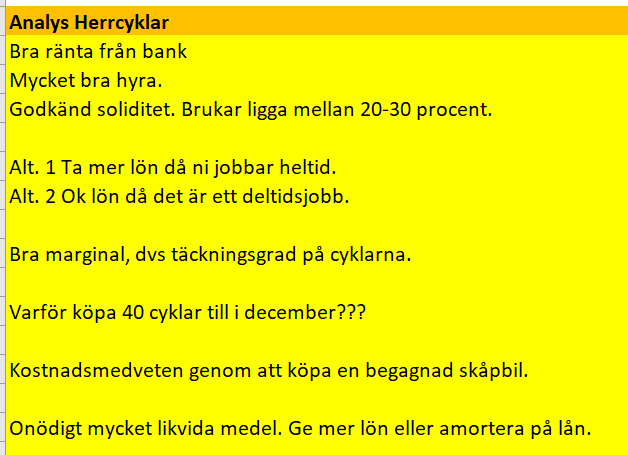 Analys Herrcyklar
Bra ränta från bank
Mycket bra hyra.
Godkänd soliditet. Brukar ligga mellan 20-30 procent.
Alt. 1 Ta mer lön då ni jobbar heltid.
Alt. 2 Ok lön då det är ett deltidsjobb.
Bra marginal, dvs täckningsgrad på cyklarna.
Varför köpa 40 cyklar till i december???
Kostnadsmedveten genom att köpa en begagnad skåpbil.
Onödigt mycket likvida medel. Ge mer lön eller amortera på lån.